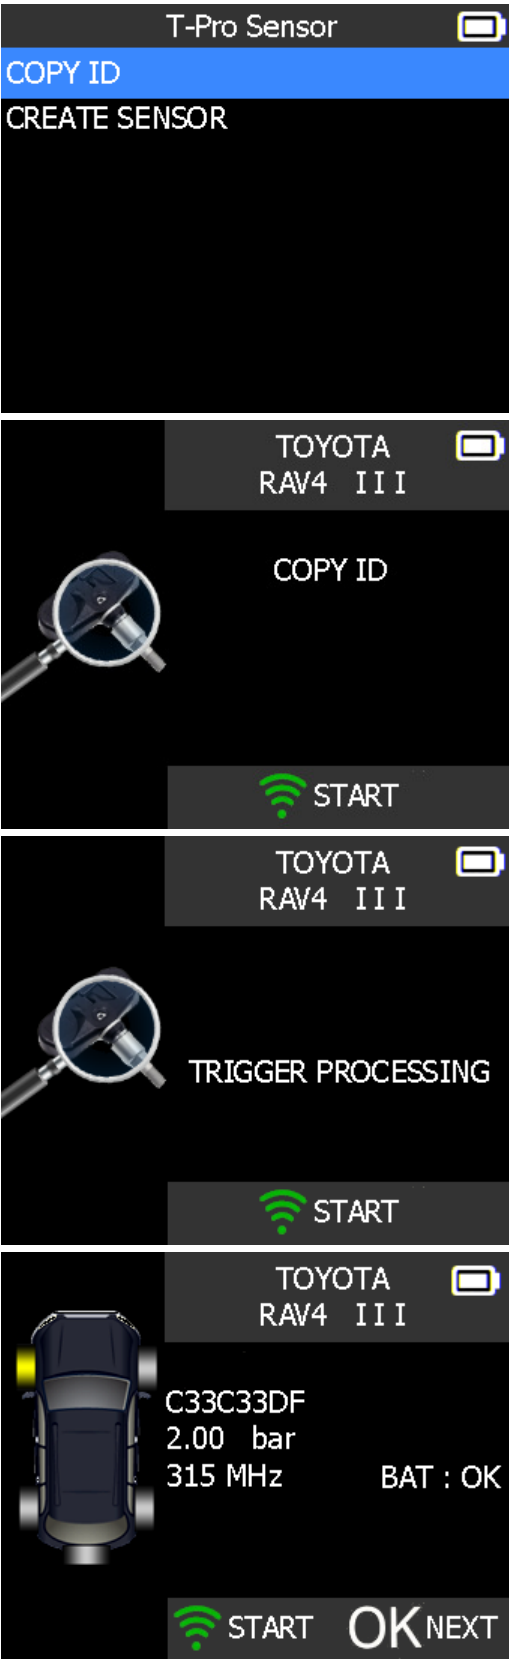 T-Pro Sensor
COPY ID
CREATE SENSOR
TOYOTA
RAV4 III
COPY ID
START
TOYOTA
RAV4 III
TRIGGER PROCESSING
START
TOYOTA
RAV4 III
C33C33DF
2.00 bar
315 MHz BAT : OK
START OK NEXT